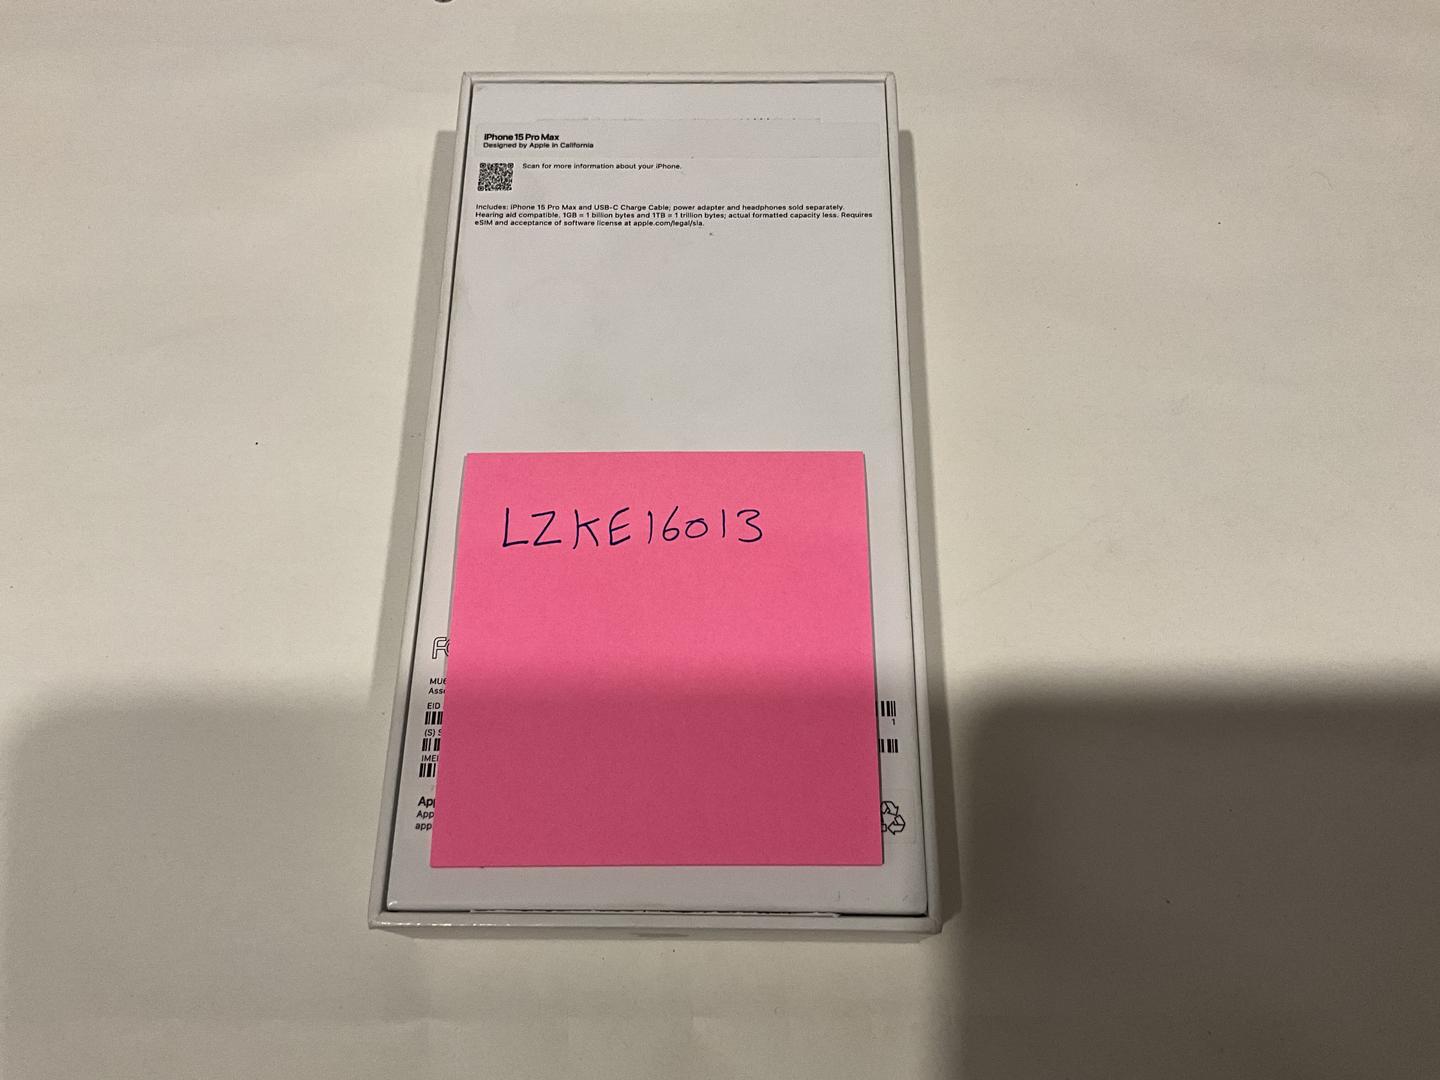 iPhone 15 Pro Max
Designed by Apple in California
Scan for more information about your iPhone.
Includes: iPhone 15 Pro Max and USB-C Charge Cable; power adapter and headphones sold separately.
Hearing aid compatible. 1GB = 1 billion bytes and 1TB = 1 trillion bytes; actual formatted capacity less. Requires
eSIM and acceptance of software license at apple.com/legal/sla.
LZKE16013
EID
1
(S)
IMEI